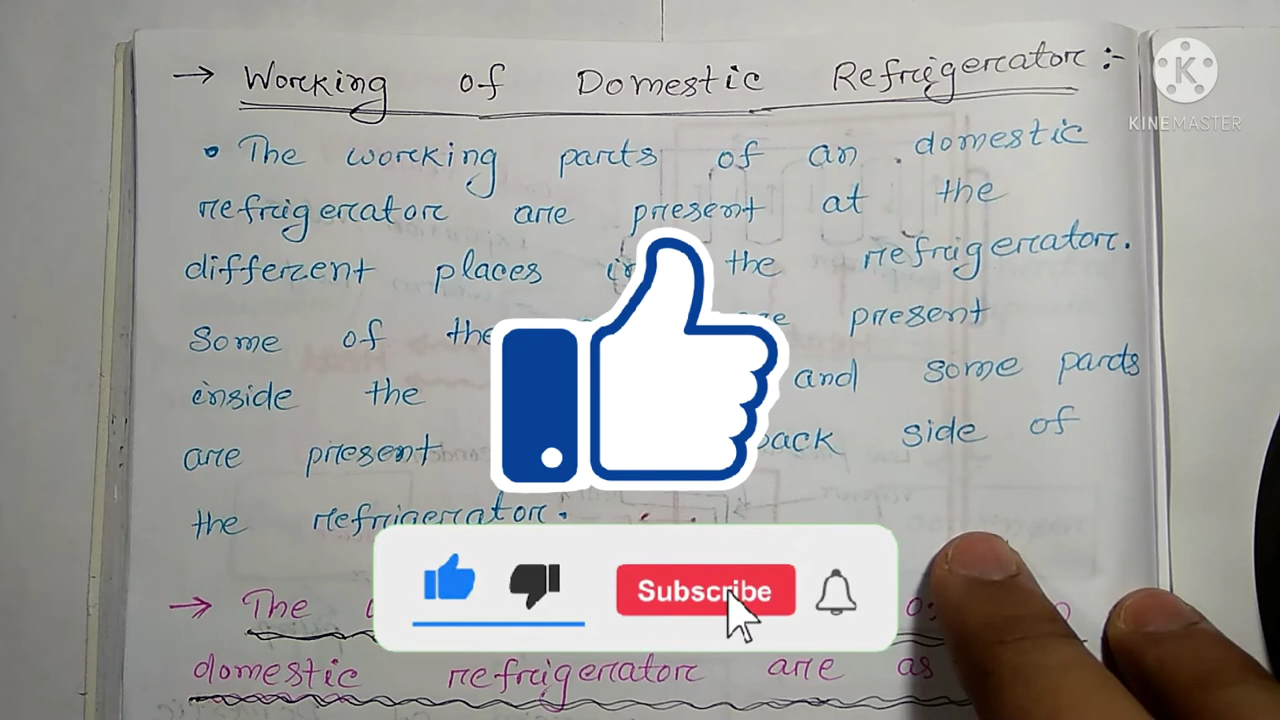 → Working of Domestic Refrigerator :-
KINEMASTER
• The working parts of an domestic
refrigerator are present at the
different places in the refrigerator.
Some of the present
inside the and some parts
are present back side of
the refrigerator.
Subscribe
→ The
domestic refrigerator are as